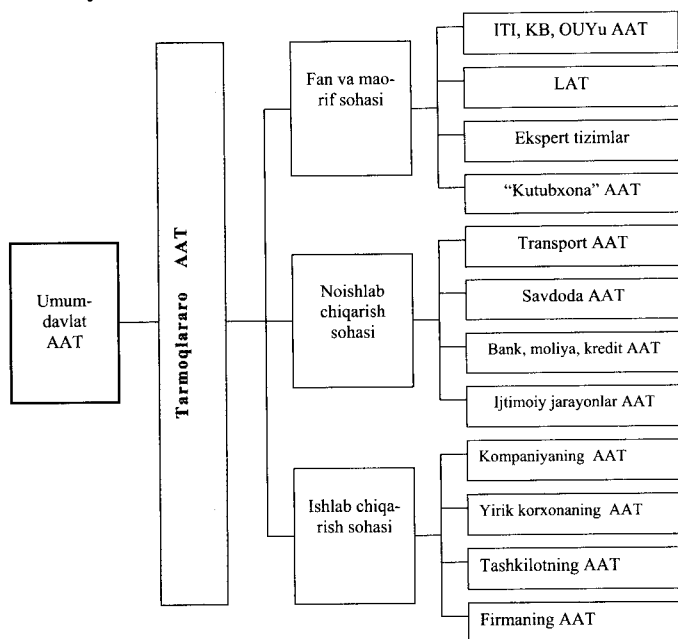 Umum-
davlat
AAT
Tarmoqlararo AAT
Fan va mao-
rif sohasi
ITI, KB, OUYu AAT
LAT
Ekspert tizimlar
“Kutubxona” AAT
Noishlab
chiqarish
sohasi
Transport AAT
Savdoda AAT
Bank, moliya, kredit AAT
Ijtimoiy jarayonlar AAT
Ishlab chiqa-
rish sohasi
Kompaniyaning AAT
Yirik korxonaning AAT
Tashkilotning AAT
Firmaning AAT